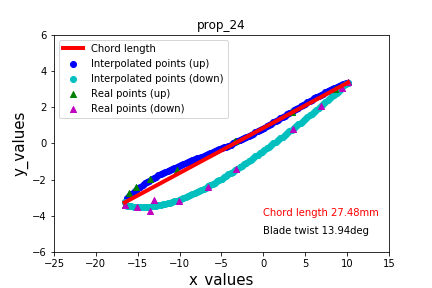 prop_24
Chord length
Interpolated points (up)
Interpolated points (down)
Real points (up)
Real points (down)
6
4
2
0
−2
−4
−6
y_values
Chord length 27.48mm
Blade twist 13.94deg
−25 −20 −15 −10 −5 0 5 10 15
x_values